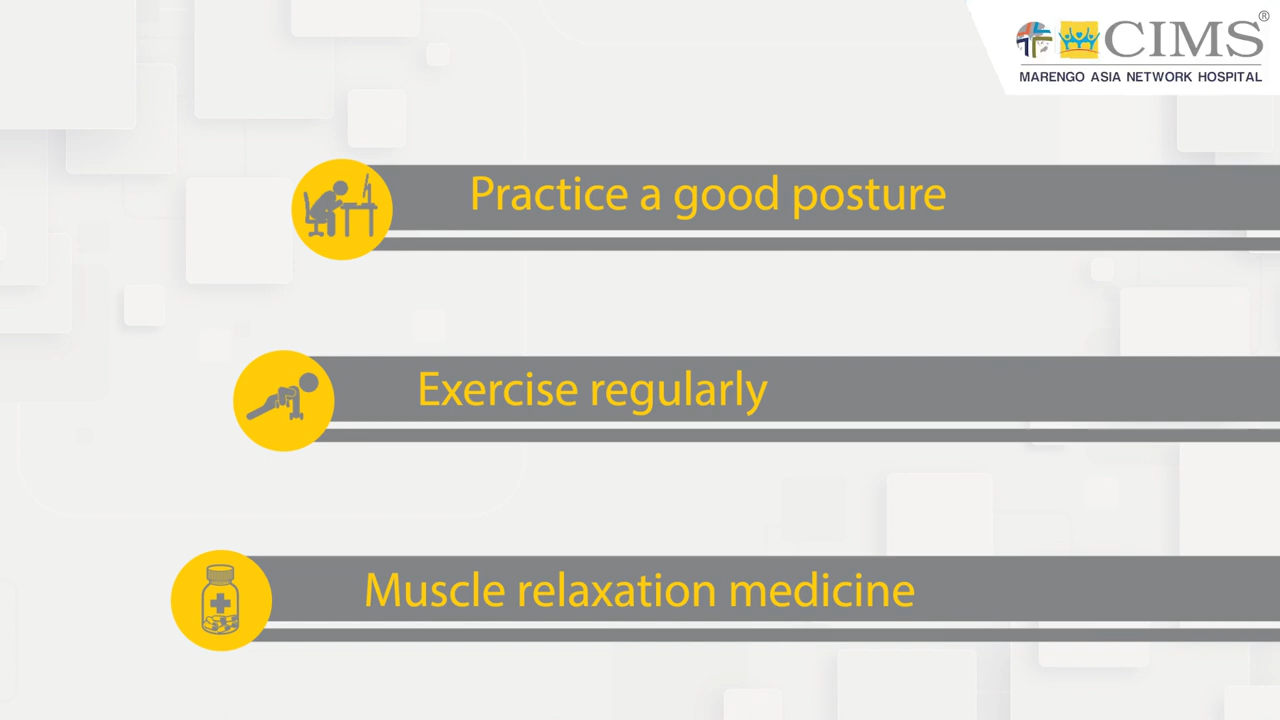 CIMS®
MARENGO ASIA NETWORK HOSPITAL
Practice a good posture
Exercise regularly
Muscle relaxation medicine